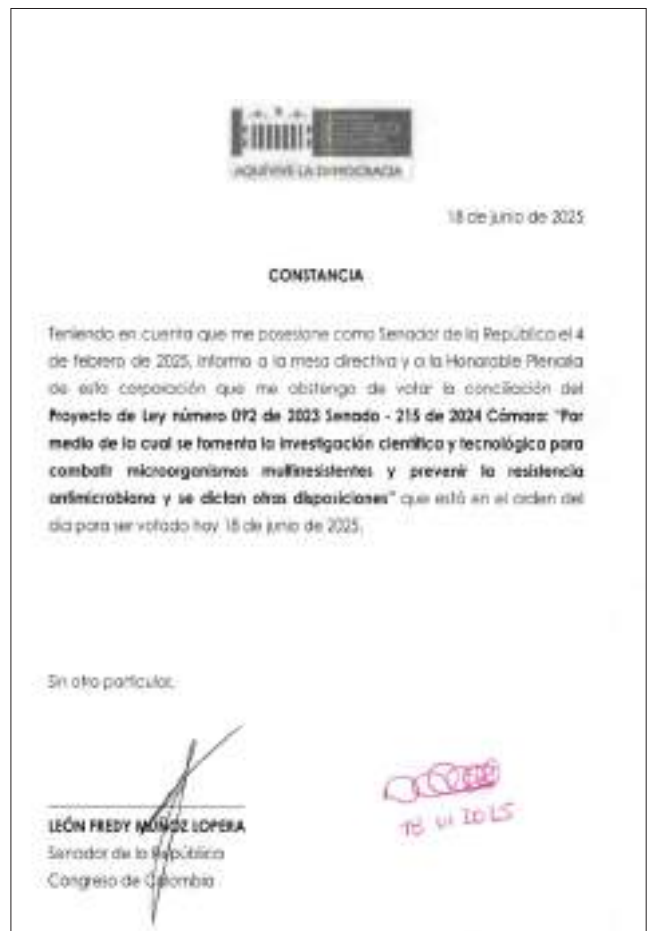 AQUÍ VIVE LA DEMOCRACIA
18 de junio de 2025
CONSTANCIA
Teniendo en cuenta que me posesione como Senador de la República el 4
de febrero de 2025, informo a la mesa directiva y a la Honorable Plenaria
de esta corporación que me abstengo de votar la conciliación del
Proyecto de Ley número 092 de 2023 Senado - 215 de 2024 Cámara: "Por
medio de la cual se fomenta la investigación científica y tecnológica para
combatir microorganismos multirresistentes y prevenir la resistencia
antimicrobiana y se dictan otras disposiciones" que está en el orden del
día para ser votado hoy 18 de junio de 2025.
Sin otro particular,
LEÓN FREDY MUÑOZ LOPERA
Senador de la República
Congreso de Colombia
18 VI 2025